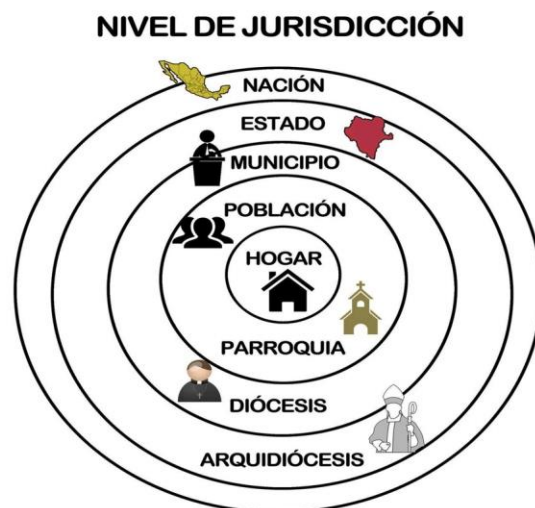 NIVEL DE JURISDICCIÓN
NACIÓN
ESTADO
MUNICIPIO
POBLACIÓN
HOGAR
PARROQUIA
DIÓCESIS
ARQUIDIÓCESIS